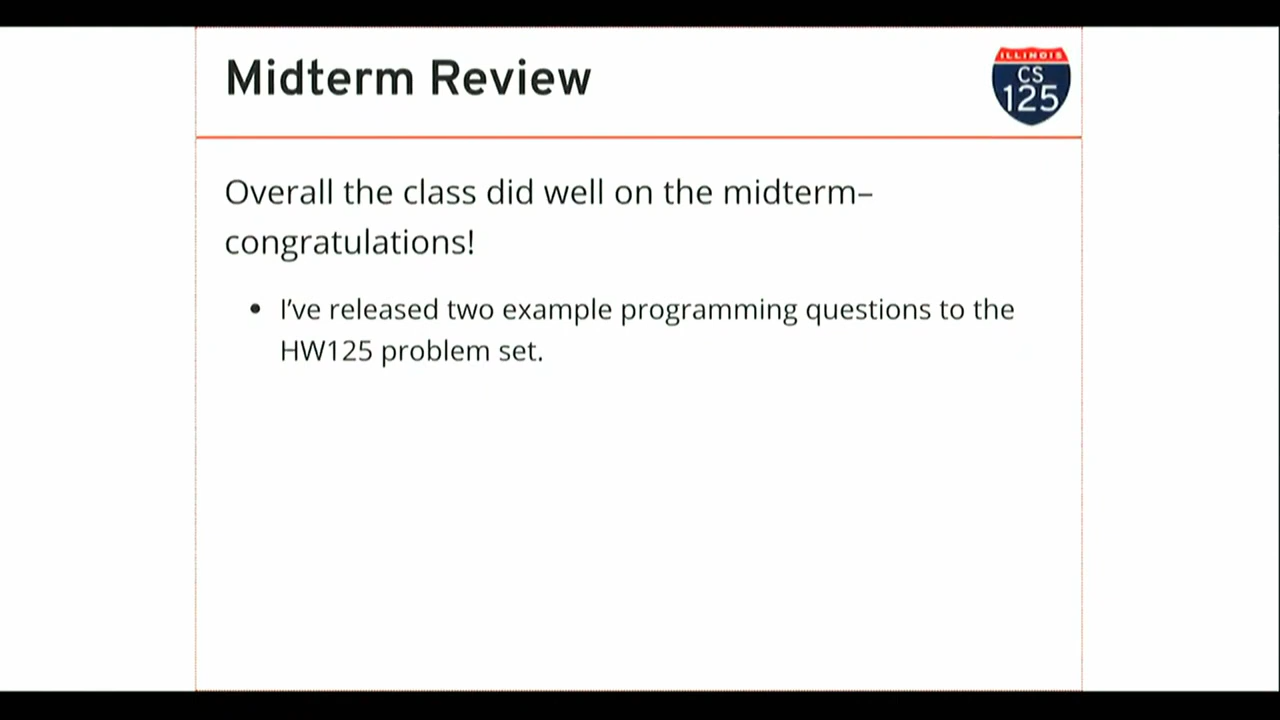 Midterm Review
ILLINOIS
CS
125
Overall the class did well on the midterm–
congratulations!
• I’ve released two example programming questions to the
HW125 problem set.